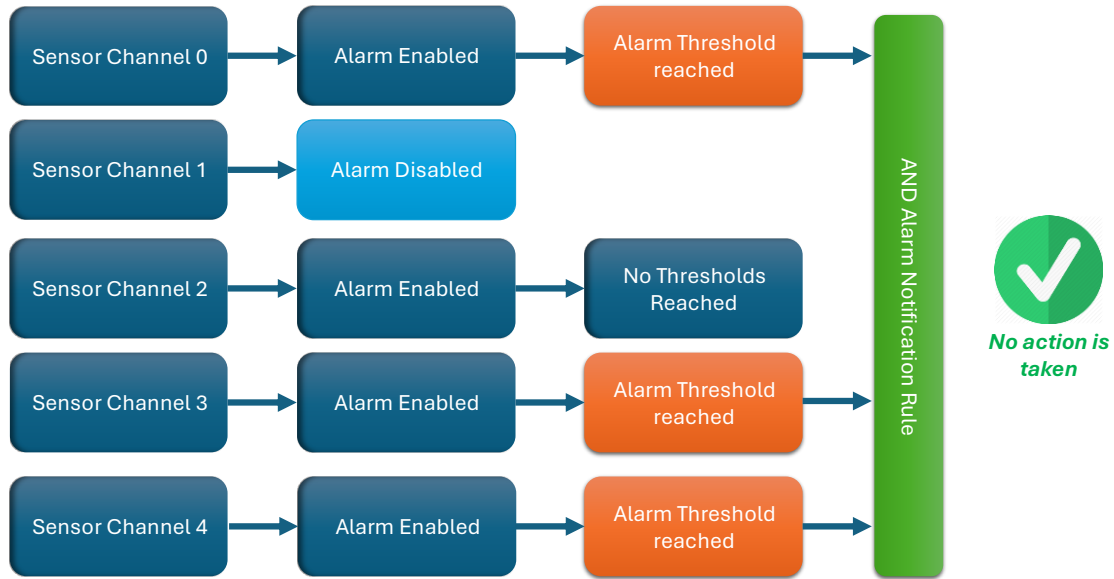 Sensor Channel 0
Alarm Enabled
Alarm Threshold
reached
Sensor Channel 1
Alarm Disabled
Sensor Channel 2
Alarm Enabled
No Thresholds
Reached
Sensor Channel 3
Alarm Enabled
Alarm Threshold
reached
Sensor Channel 4
Alarm Enabled
Alarm Threshold
reached
AND Alarm Notification Rule
No action is
taken